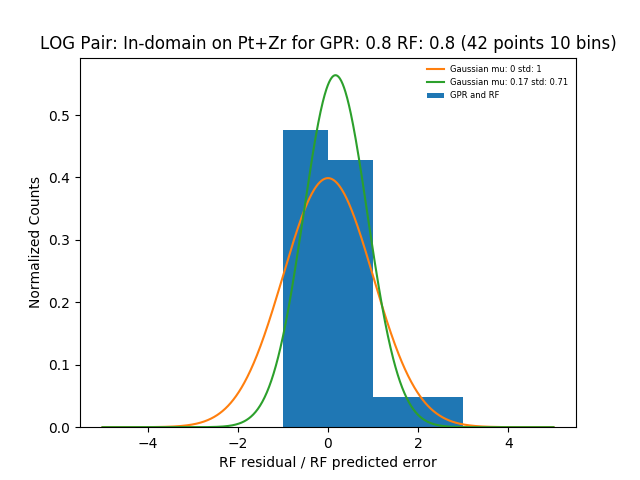 LOG Pair: In-domain on Pt+Zr for GPR: 0.8 RF: 0.8 (42 points 10 bins)
Gaussian mu: 0 std: 1
Gaussian mu: 0.17 std: 0.71
GPR and RF
Normalized Counts
0.5
0.4
0.3
0.2
0.1
0.0
−4
−2
0
2
4
RF residual / RF predicted error